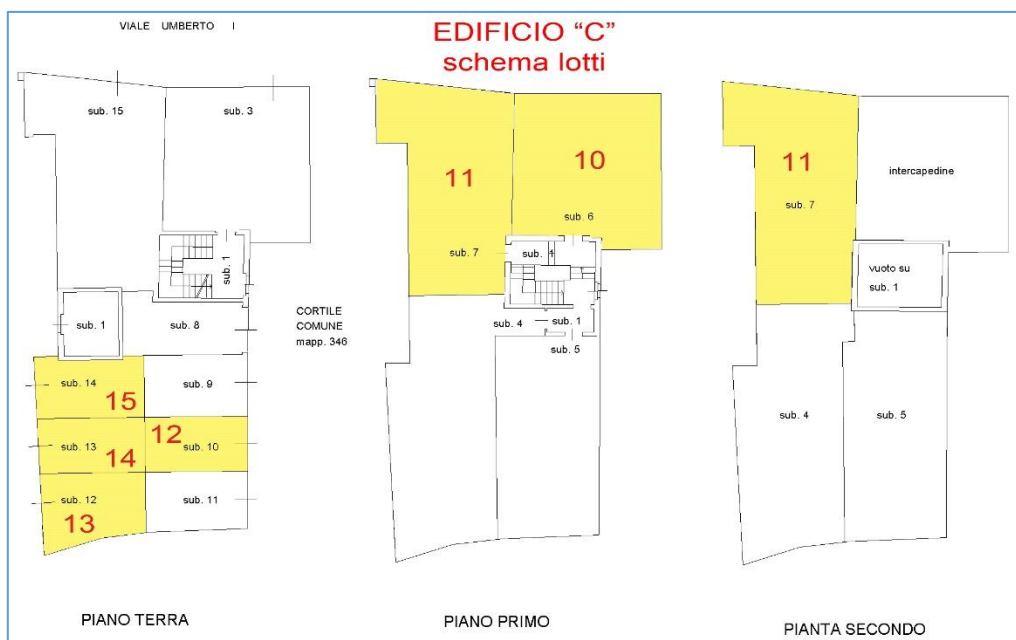 VIALE UMBERTO I
EDIFICIO “C”
schema lotti
sub. 15
sub. 3
sub. 1
sub. 1
sub. 8
CORTILE
COMUNE
mapp. 346
sub. 14
15
sub. 9
12
sub. 13
14
sub. 10
sub. 12
13
sub. 11
PIANO TERRA
11
10
sub. 6
sub. 7
sub. 1
sub. 4
sub. 1
sub. 5
PIANO PRIMO
11
sub. 7
intercapedine
vuoto su
sub. 1
sub. 4
sub. 5
PIANTA SECONDO